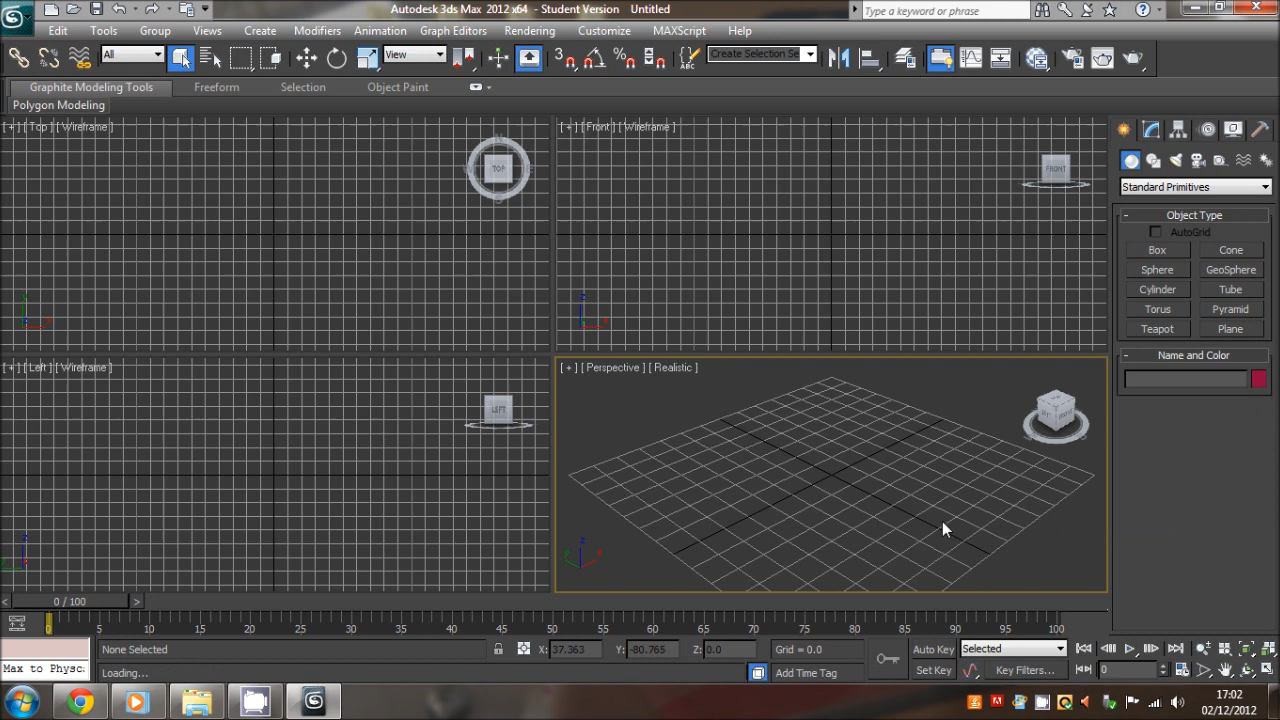 Autodesk 3ds Max 2012 x64 - Student Version Untitled
Type a keyword or phrase
Edit Tools Group Views Create Modifiers Animation Graph Editors Rendering Customize MAXScript Help
All View 3 Create Selection Se
Graphite Modeling Tools Freeform Selection Object Paint
Polygon Modeling
[ + ] [ Top ] [ Wireframe ]
TOP
[ + ] [ Front ] [ Wireframe ]
FRONT
Standard Primitives
Object Type
AutoGrid
Box Cone
Sphere GeoSphere
Cylinder Tube
Torus Pyramid
Teapot Plane
Name and Color
[ + ] [ Left ] [ Wireframe ]
LEFT
[ + ] [ Perspective ] [ Realistic ]
< 0 / 100 >
0 5 10 15 20 25 30 35 40 45 50 55 60 65 70 75 80 85 90 95 100
None Selected X: 37.363 Y: -80.765 Z: 0.0 Grid = 0.0 Auto Key Selected
Max to Physc
Loading... Add Time Tag Set Key Key Filters... 0
17:02
02/12/2012